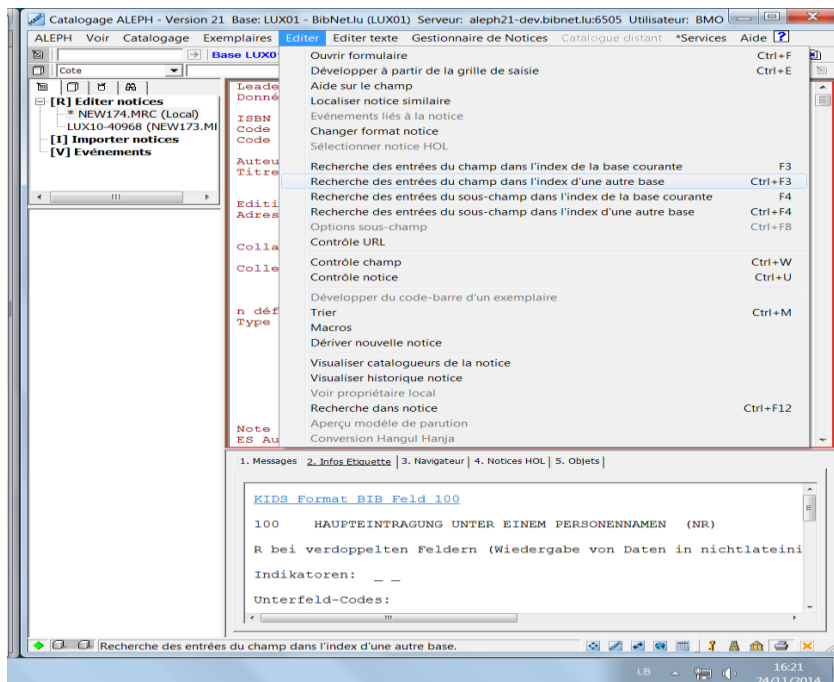 Catalogage ALEPH - Version 21 Base: LUX01 - BibNet.lu (LUX01) Serveur: aleph21-dev.bibnet.lu:6505 Utilisateur: BMO
ALEPH Voir Catalogage Exemplaires Editer Editer texte Gestionnaire de Notices Catalogue distant *Services Aide ?
Base LUX0
Cote
[R] Editer notices
* NEW174.MRC (Local)
LUX10-40968 (NEW173.MI
[I] Importer notices
[V] Evénements
Leade
Donné
ISBN
Code
Code
Auteu
Titre
Editi
Adres
Colla
Colle
n déf
Type
Note
ES Au
Ouvrir formulaire Ctrl+F
Développer à partir de la grille de saisie Ctrl+E
Aide sur le champ
Localiser notice similaire
Evénements liés à la notice
Changer format notice
Sélectionner notice HOL
Recherche des entrées du champ dans l'index de la base courante F3
Recherche des entrées du champ dans l'index d'une autre base Ctrl+F3
Recherche des entrées du sous-champ dans l'index de la base courante F4
Recherche des entrées du sous-champ dans l'index d'une autre base Ctrl+F4
Options sous-champ Ctrl+F8
Contrôle URL
Contrôle champ Ctrl+W
Contrôle notice Ctrl+U
Développer du code-barre d'un exemplaire
Trier Ctrl+M
Macros
Dériver nouvelle notice
Visualiser catalogueurs de la notice
Visualiser historique notice
Voir propriétaire local
Recherche dans notice Ctrl+F12
Aperçu modèle de parution
Conversion Hangul Hanja
1. Messages 2. Infos Etiquette 3. Navigateur 4. Notices HOL 5. Objets
KIDS Format BIB Feld 100
100 HAUPTEINTRAGUNG UNTER EINEM PERSONENNAMEN (NR)
R bei verdoppelten Feldern (Wiedergabe von Daten in nichtlateini
Indikatoren: _ _
Unterfeld-Codes:
Recherche des entrées du champ dans l'index d'une autre base.
LB 16:21
24/11/2014